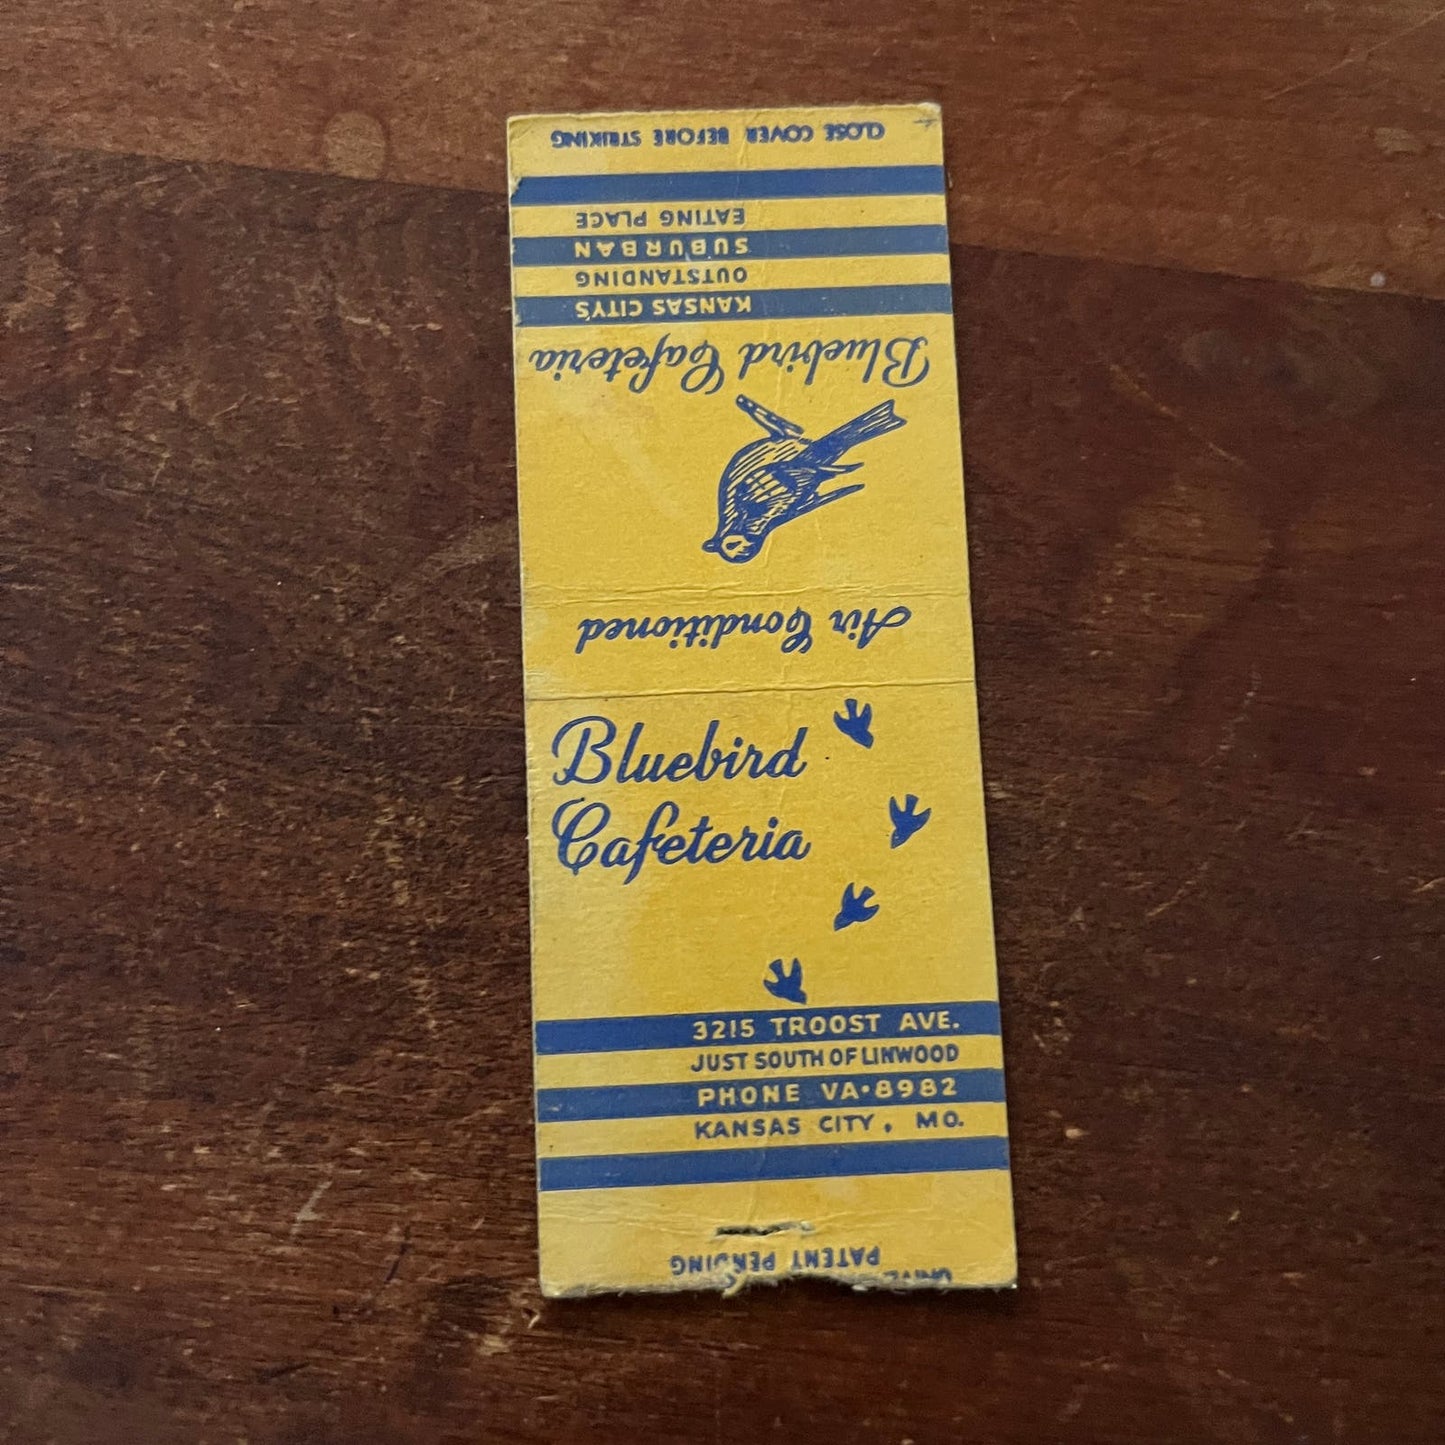 CLOSE COVER BEFORE STRIKING
KANSAS CITY'S
OUTSTANDING
SUBURBAN
EATING PLACE
Bluebird Cafeteria
Air Conditioned
Bluebird
Cafeteria
3215 TROOST AVE.
JUST SOUTH OF LINWOOD
PHONE VA·8982
KANSAS CITY, MO.
PATENT PENDING